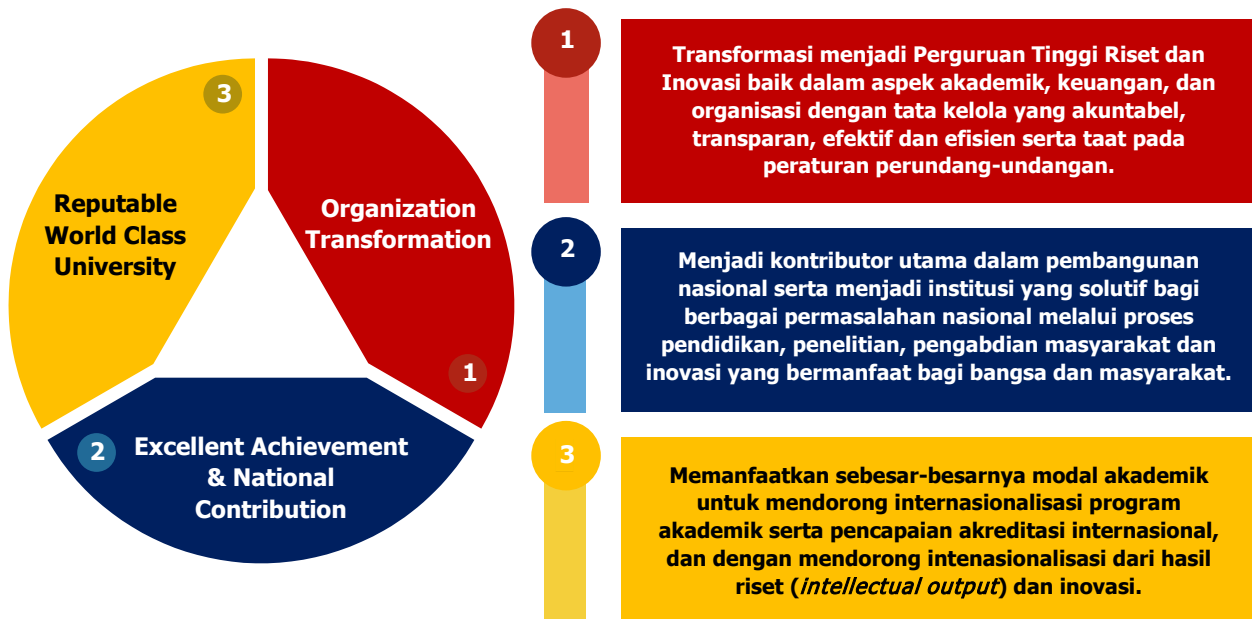 3
Reputable
World Class
University
Organization
Transformation
1
2
Excellent Achievement
& National
Contribution
1
Transformasi menjadi Perguruan Tinggi Riset dan
Inovasi baik dalam aspek akademik, keuangan, dan
organisasi dengan tata kelola yang akuntabel,
transparan, efektif dan efisien serta taat pada
peraturan perundang-undangan.
2
Menjadi kontributor utama dalam pembangunan
nasional serta menjadi institusi yang solutif bagi
berbagai permasalahan nasional melalui proses
pendidikan, penelitian, pengabdian masyarakat dan
inovasi yang bermanfaat bagi bangsa dan masyarakat.
3
Memanfaatkan sebesar-besarnya modal akademik
untuk mendorong internasionalisasi program
akademik serta pencapaian akreditasi internasional,
dan dengan mendorong intenasionalisasi dari hasil
riset (intellectual output) dan inovasi.